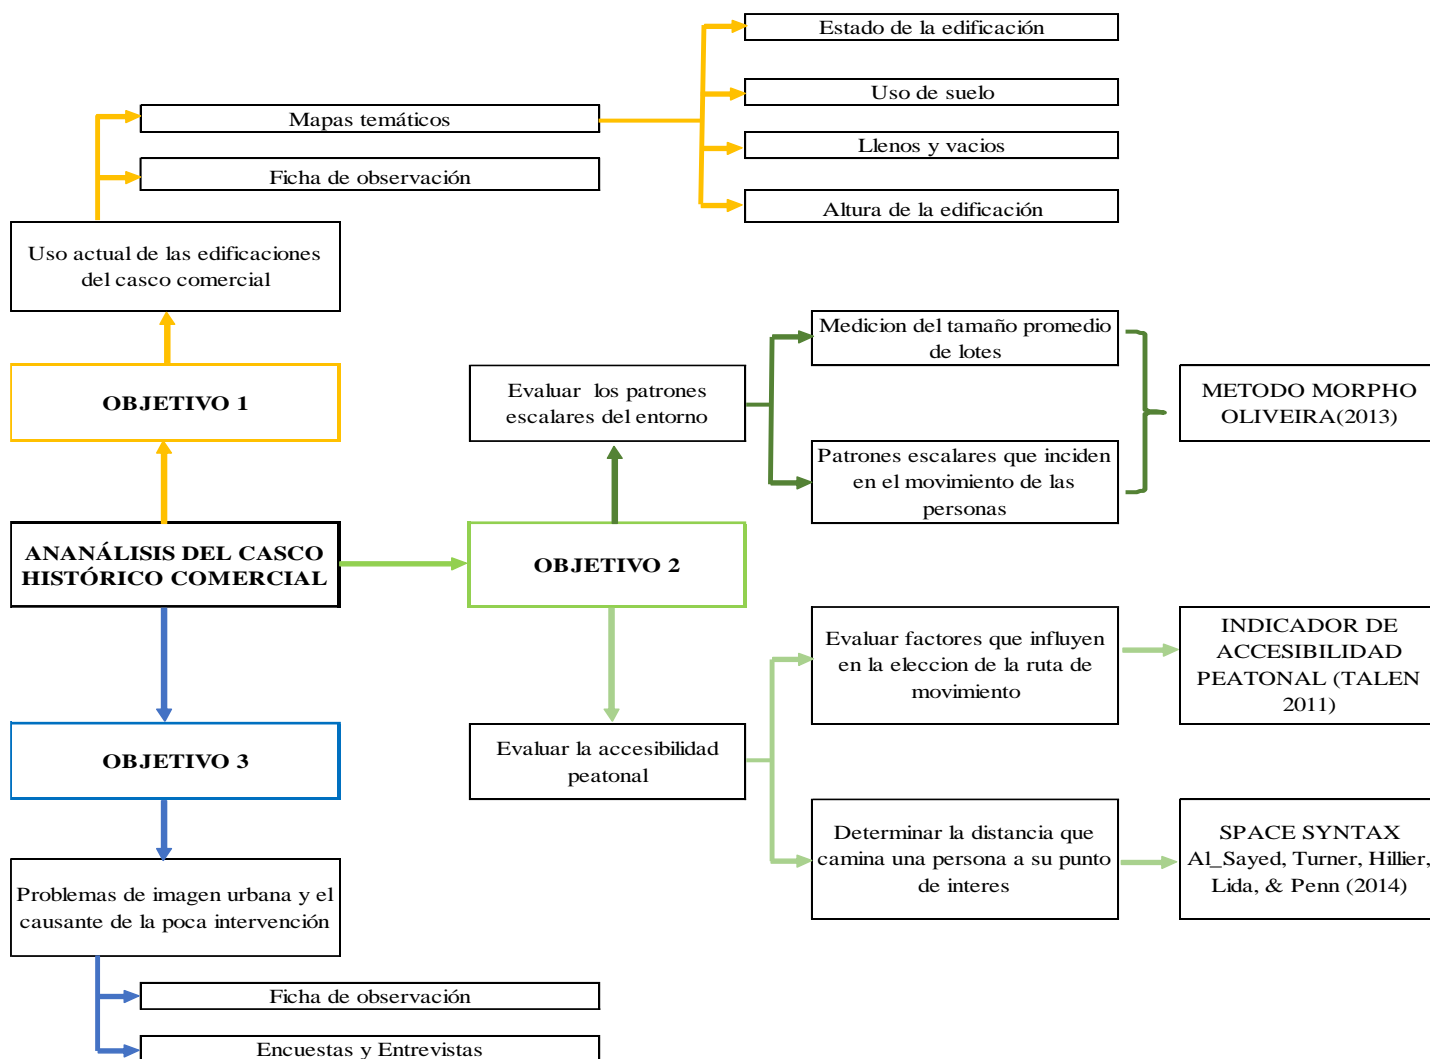 Estado de la edificación
Uso de suelo
Mapas temáticos
Llenos y vacios
Ficha de observación
Altura de la edificación
Uso actual de las edificaciones
del casco comercial
Medicion del tamaño promedio
de lotes
OBJETIVO 1
Evaluar los patrones
escalares del entorno
METODO MORPHO
OLIVEIRA(2013)
Patrones escalares que inciden
en el movimiento de las
personas
ANANÁLISIS DEL CASCO
HISTÓRICO COMERCIAL
OBJETIVO 2
Evaluar factores que influyen
en la eleccion de la ruta de
movimiento
INDICADOR DE
ACCESIBILIDAD
PEATONAL (TALEN
2011)
OBJETIVO 3
Evaluar la accesibilidad
peatonal
Determinar la distancia que
camina una persona a su punto
de interes
SPACE SYNTAX
Al_Sayed, Turner, Hillier,
Lida, & Penn (2014)
Problemas de imagen urbana y el
causante de la poca intervención
Ficha de observación
Encuestas y Entrevistas